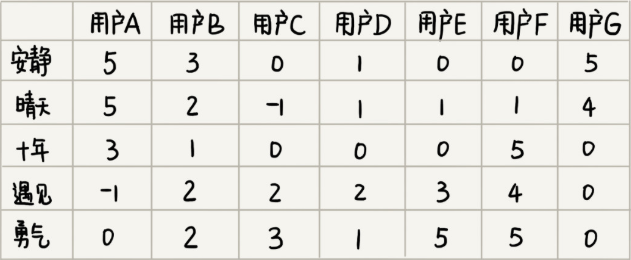 用户A 用户B 用户C 用户D 用户E 用户F 用户G
安静 5 3 0 1 0 0 5
晴天 5 2 -1 1 1 1 4
十年 3 1 0 0 0 5 0
遇见 -1 2 2 2 3 4 0
勇气 0 2 3 1 5 5 0